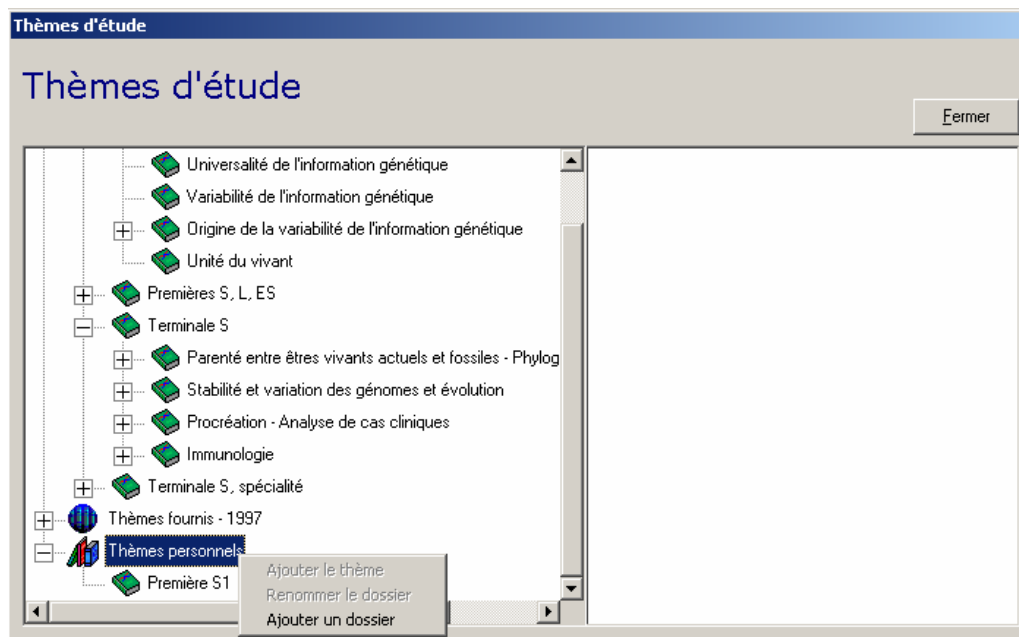 Thèmes d'étude
Thèmes d'étude
Fermer
Universalité de l'information génétique
Variabilité de l'information génétique
Origine de la variabilité de l'information génétique
Unité du vivant
Premières S, L, ES
Terminale S
Parenté entre êtres vivants actuels et fossiles - Phylog
Stabilité et variation des génomes et évolution
Procréation - Analyse de cas cliniques
Immunologie
Terminale S, spécialité
Thèmes fournis - 1997
Thèmes personnels
Première S1
Ajouter le thème
Renommer le dossier
Ajouter un dossier